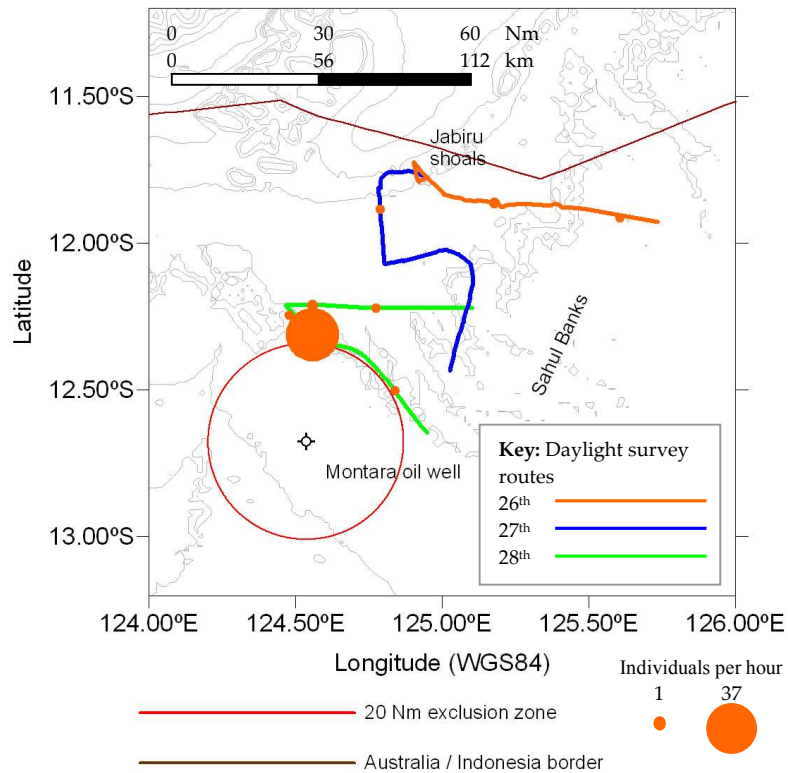 0 30 60 Nm
0 56 112 km
11.50ºS
Jabiru
shoals
12.00ºS
Latitude
Sahul Banks
12.50ºS
Montara oil well
Key: Daylight survey
routes
26th
27th
28th
13.00ºS
124.00ºE 124.50ºE 125.00ºE 125.50ºE 126.00ºE
Longitude (WGS84)
Individuals per hour
1 37
20 Nm exclusion zone
Australia / Indonesia border